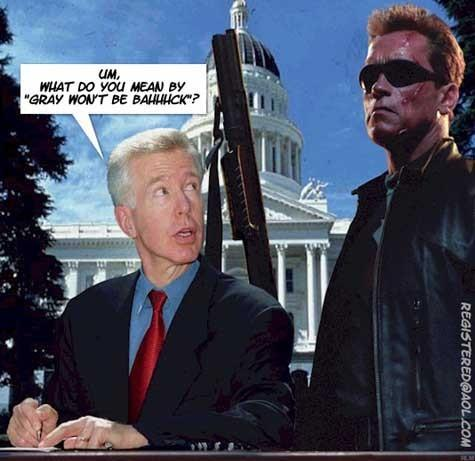 UM,
WHAT DO YOU MEAN BY
"GRAY WON'T BE BAHHHCK"?
REGISTERED@AOL.COM